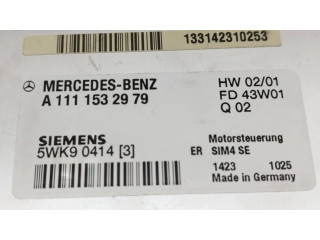 133142310253
MERCEDES-BENZ
A 111 153 29 79
HW 02/01
FD 43W01
Q 02
SIEMENS
5WK9 0414 [3]
Motorsteuerung
ER SIM4 SE
1423 1025
Made in Germany